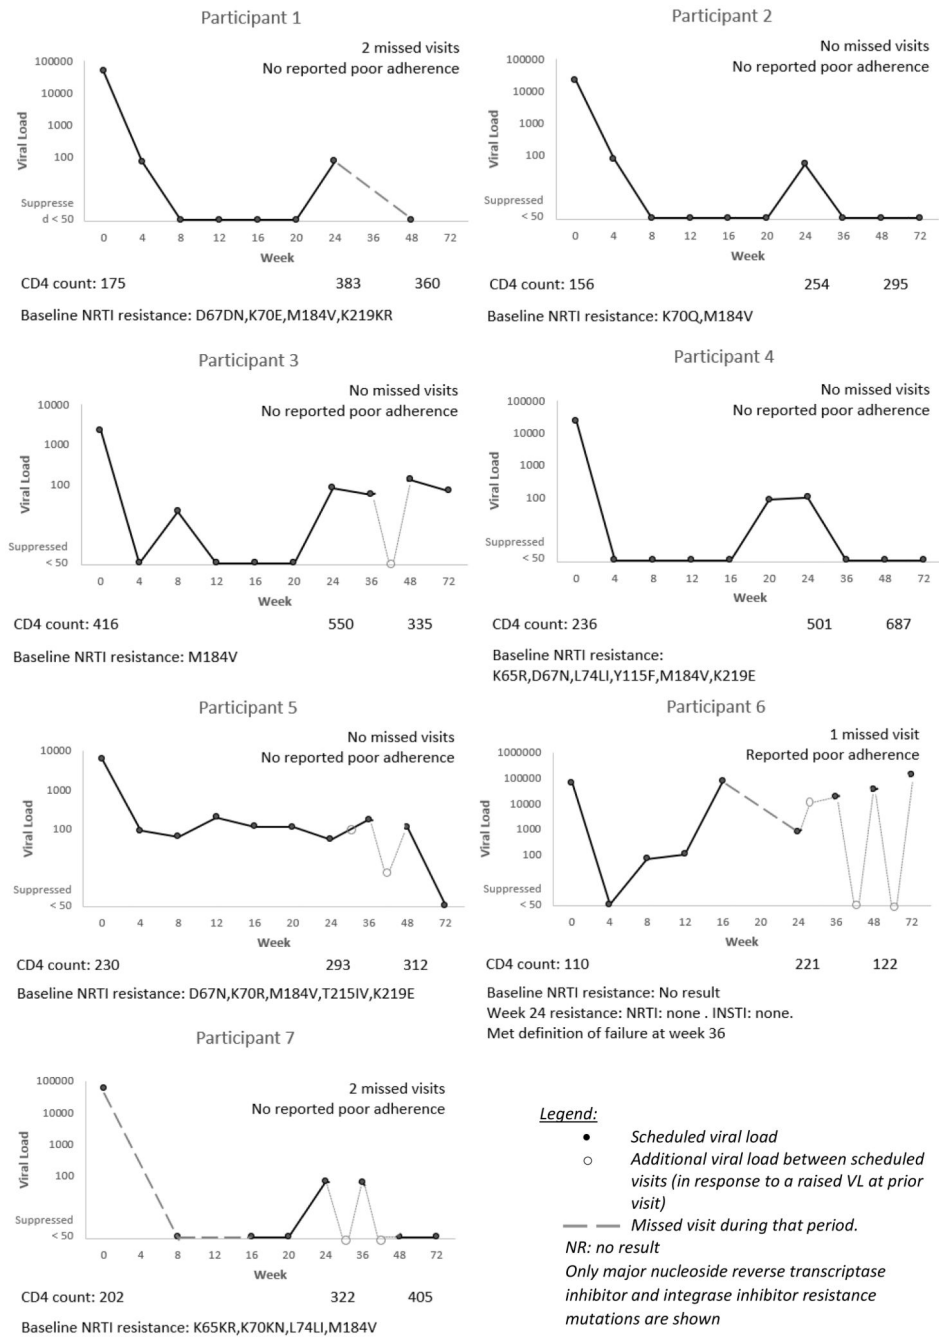 Participant 1
2 missed visits
No reported poor adherence
100000
10000
1000
100
Suppresse
d < 50
Viral Load
0 4 8 12 16 20 24 36 48 72
Week
CD4 count: 175 383 360
Baseline NRTI resistance: D67DN,K70E,M184V,K219KR
Participant 2
No missed visits
No reported poor adherence
100000
10000
1000
100
Suppressed
< 50
Viral Load
0 4 8 12 16 20 24 36 48 72
Week
CD4 count: 156 254 295
Baseline NRTI resistance: K70Q,M184V
Participant 3
No missed visits
No reported poor adherence
10000
1000
100
Suppressed
< 50
Viral Load
0 4 8 12 16 20 24 36 48 72
Week
CD4 count: 416 550 335
Baseline NRTI resistance: M184V
Participant 4
No missed visits
No reported poor adherence
100000
10000
1000
100
Suppressed
< 50
Viral Load
0 4 8 12 16 20 24 36 48 72
Week
CD4 count: 236 501 687
Baseline NRTI resistance:
K65R,D67N,L74LI,Y115F,M184V,K219E
Participant 5
No missed visits
No reported poor adherence
10000
1000
100
Suppressed
< 50
Viral Load
0 4 8 12 16 20 24 36 48 72
Week
CD4 count: 230 293 312
Baseline NRTI resistance: D67N,K70R,M184V,T215IV,K219E
Participant 6
1 missed visit
Reported poor adherence
1000000
100000
10000
1000
100
Suppressed
< 50
Viral Load
0 4 8 12 16 20 24 36 48 72
Week
CD4 count: 110 221 122
Baseline NRTI resistance: No result
Week 24 resistance: NRTI: none . INSTI: none.
Met definition of failure at week 36
Participant 7
2 missed visits
No reported poor adherence
100000
10000
1000
100
Suppressed
< 50
Viral Load
0 4 8 12 16 20 24 36 48 72
Week
CD4 count: 202 322 405
Baseline NRTI resistance: K65KR,K70KN,L74LI,M184V
Legend:
Scheduled viral load
Additional viral load between scheduled
visits (in response to a raised VL at prior
visit)
Missed visit during that period.
NR: no result
Only major nucleoside reverse transcriptase
inhibitor and integrase inhibitor resistance
mutations are shown